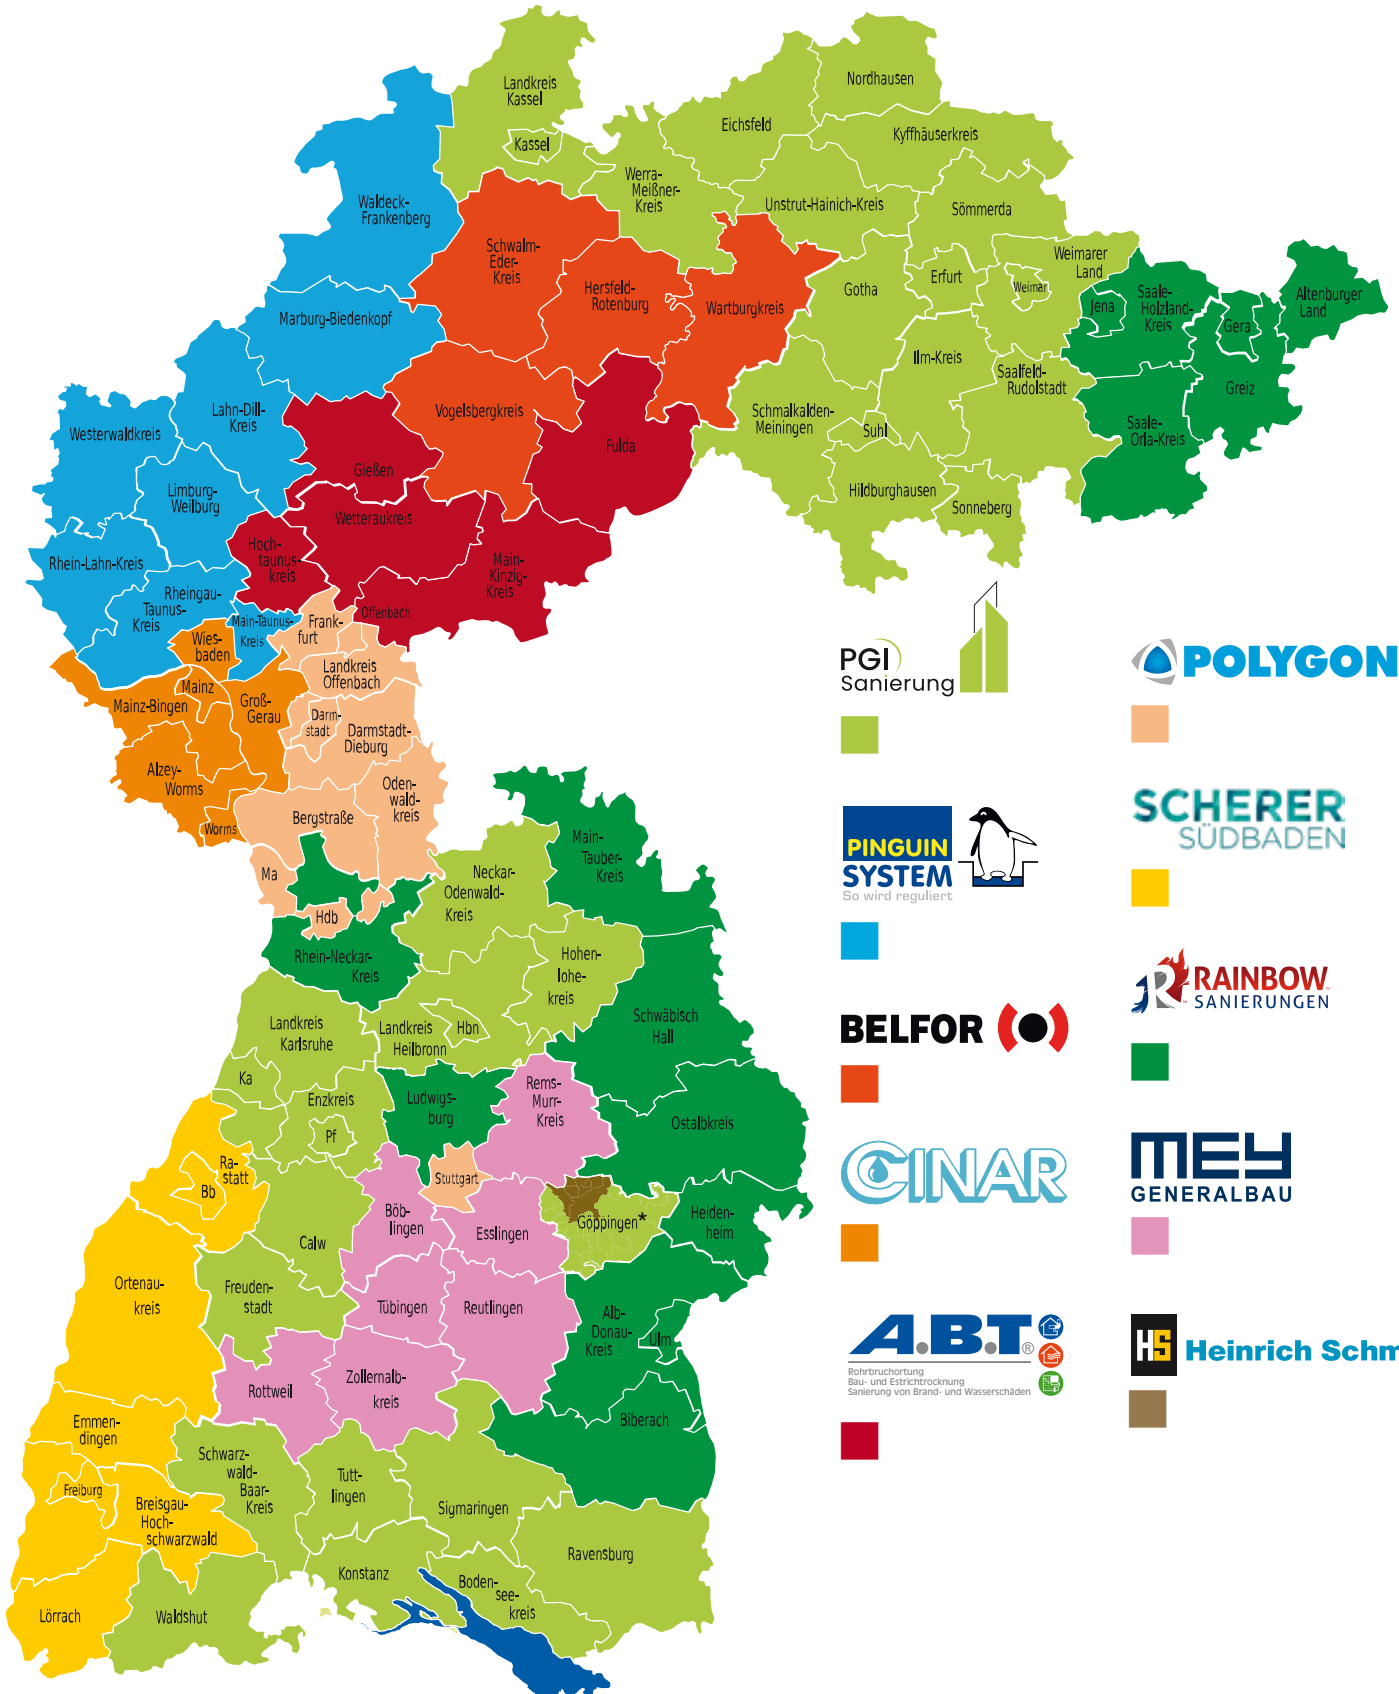 Landkreis
Kassel
Kassel
Nordhausen
Eichsfeld
Kyffhäuserkreis
Werra-
Meißner-
Kreis
Unstrut-Hainich-Kreis
Sömmerda
Waldeck-
Frankenberg
Schwalm-
Eder-
Kreis
Hersfeld-
Rotenburg
Wartburgkreis
Gotha
Erfurt
Weimarer
Land
Weimar
Jena
Saale-
Holzland-
Kreis
Gera
Altenburger
Land
Marburg-Biedenkopf
Ilm-Kreis
Saalfeld-
Rudolstadt
Greiz
Lahn-Dill-
Kreis
Vogelsbergkreis
Schmalkalden-
Meiningen
Suhl
Saale-
Orla-Kreis
Westerwaldkreis
Gießen
Fulda
Limburg-
Weilburg
Hildburghausen
Sonneberg
Wetteraukreis
Rhein-Lahn-Kreis
Hoch-
taunus-
kreis
Main-
Kinzig-
Kreis
Rheingau-
Taunus-
Kreis
Main-Taunus-
Kreis
Offenbach
Frank-
furt
Wies-
baden
Landkreis
Offenbach
Mainz
Mainz-Bingen
Groß-
Gerau
Darm-
stadt
Darmstadt-
Dieburg
Alzey-
Worms
Worms
Oden-
wald-
kreis
Bergstraße
Main-
Tauber-
Kreis
Ma
Neckar-
Odenwald-
Kreis
Hdb
Rhein-Neckar-
Kreis
Hohen-
lohe-
kreis
Landkreis
Karlsruhe
Landkreis
Heilbronn
Hbn
Schwäbisch
Hall
Ka
Enzkreis
Pf
Ludwigs-
burg
Rems-
Murr-
Kreis
Ostalbkreis
Ra-
statt
Bb
Stuttgart
Böb-
lingen
Esslingen
Göppingen*
Heiden-
heim
Calw
Ortenau-
kreis
Freuden-
stadt
Tübingen
Reutlingen
Alb-
Donau-
Kreis
Ulm
Rottweil
Zollernalb-
kreis
Biberach
Emmen-
dingen
Schwarz-
wald-
Baar-
Kreis
Tutt-
lingen
Sigmaringen
Freiburg
Breisgau-
Hoch-
schwarzwald
Ravensburg
Konstanz
Boden-
see-
kreis
Lörrach
Waldshut
PGI
Sanierung
PINGUIN
SYSTEM
So wird reguliert
BELFOR
CINAR
A.B.T®
Rohrbruchortung
Bau- und Estrichtrocknung
Sanierung von Brand- und Wasserschäden
POLYGON
SCHERER
SÜDBADEN
R RAINBOW
SANIERUNGEN
MEY
GENERALBAU
HS Heinrich Schm